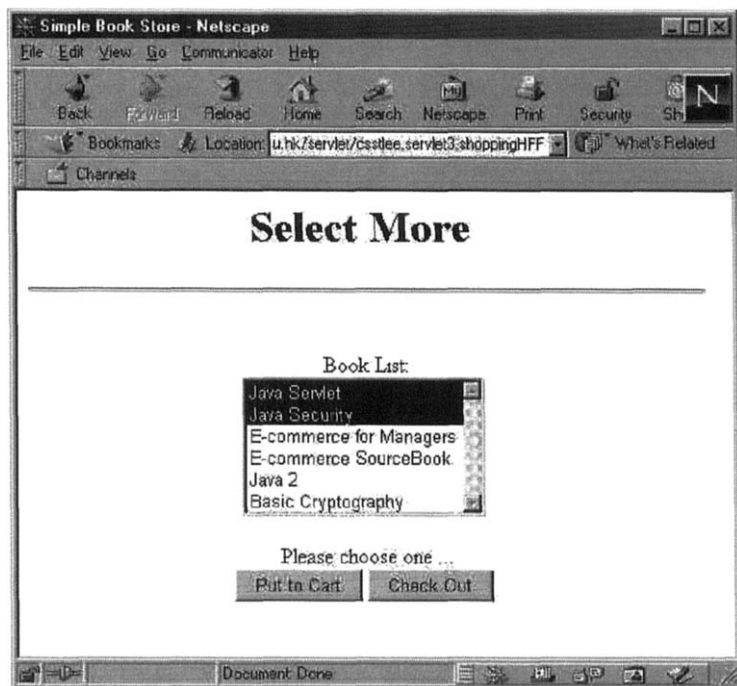 Simple Book Store - Netscape
File Edit View Go Communicator Help
Back Forward Reload Home Search Netscape Print Security Sh
N
Bookmarks Location: u.hk/servlet/csstlee.servlet3.shoppingHFF What's Related
Channels
Select More
Book List:
Java Servlet
Java Security
E-commerce for Managers
E-commerce SourceBook
Java 2
Basic Cryptography
Please choose one ...
Put to Cart Check Out
Document: Done